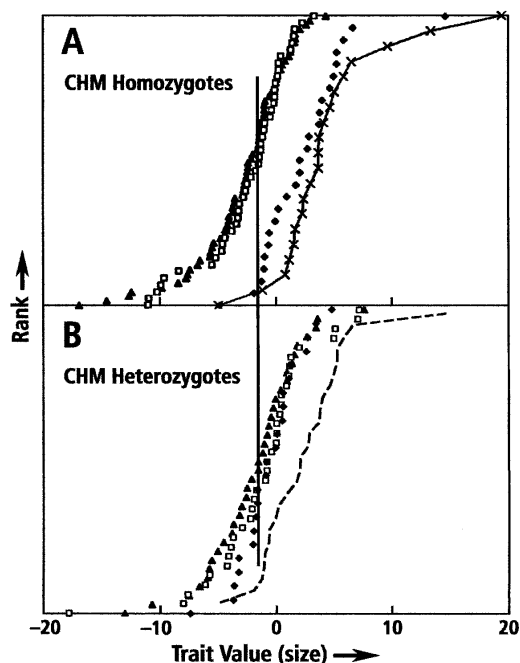 A
CHM Homozygotes
Rank
B
CHM Heterozygotes
−20 −10 0 10 20
Trait Value (size)